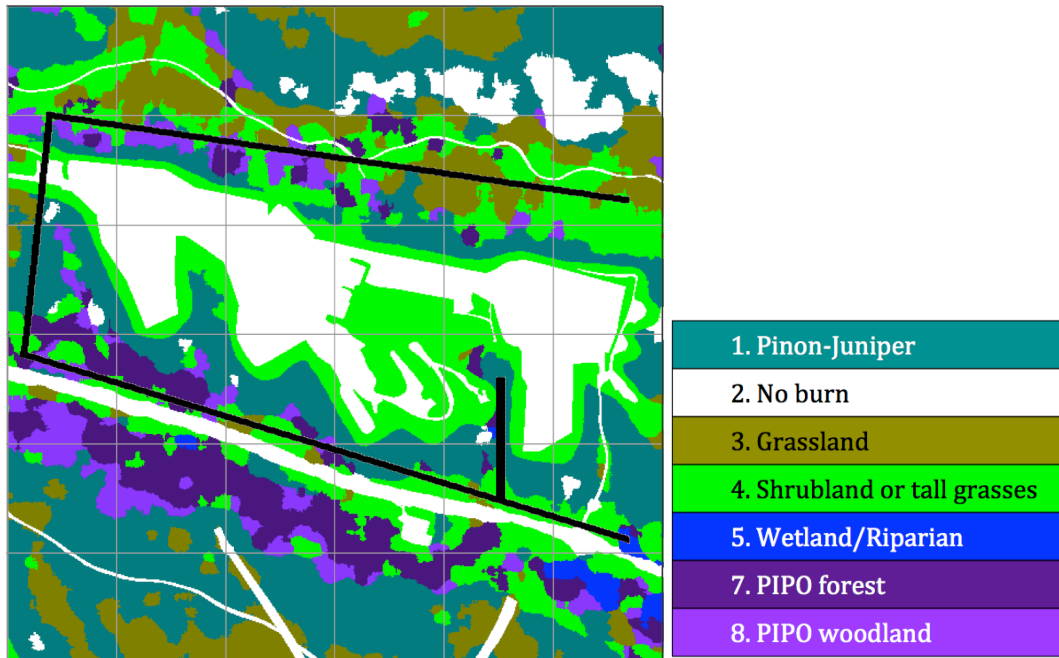 1. Pinon-Juniper
2. No burn
3. Grassland
4. Shrubland or tall grasses
5. Wetland/Riparian
7. PIPO forest
8. PIPO woodland